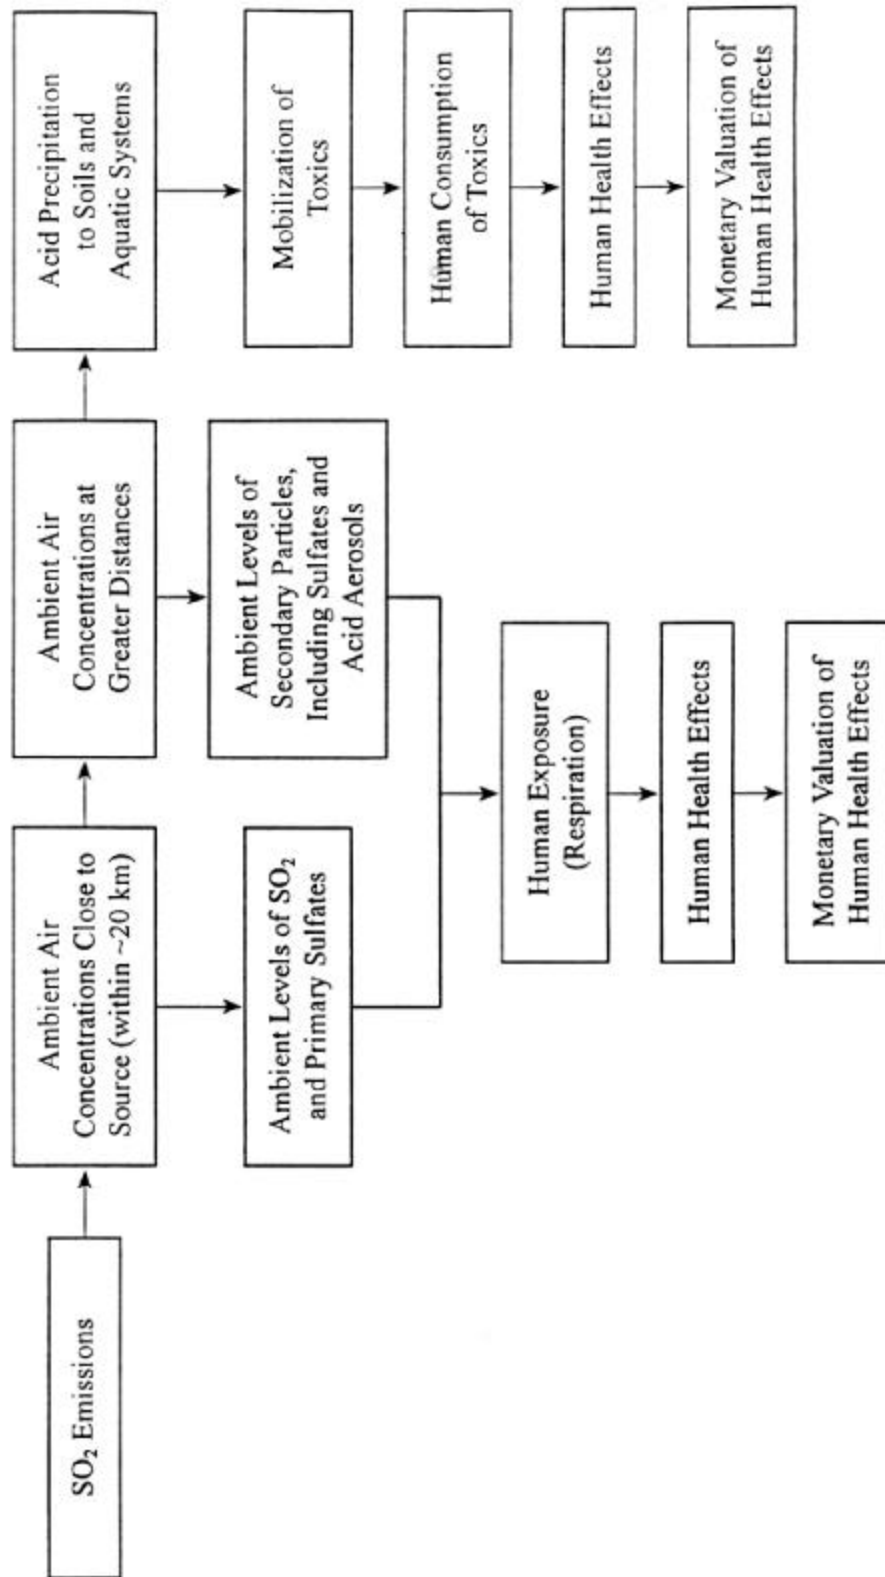 SO₂ Emissions
Ambient Air
Concentrations Close to
Source (within ~20 km)
Ambient Air
Concentrations at
Greater Distances
Acid Precipitation
to Soils and
Aquatic Systems
Ambient Levels of SO₂
and Primary Sulfates
Ambient Levels of
Secondary Particles,
Including Sulfates and
Acid Aerosols
Mobilization of
Toxics
Human Consumption
of Toxics
Human Exposure
(Respiration)
Human Health Effects
Human Health Effects
Monetary Valuation of
Human Health Effects
Monetary Valuation of
Human Health Effects